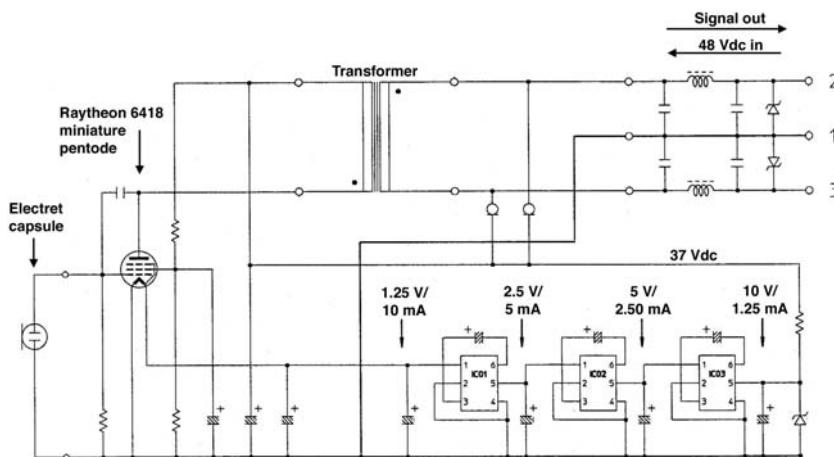 Signal out
48 Vdc in
Transformer
2
Raytheon 6418
miniature
pentode
1
Electret
capsule
3
37 Vdc
1.25 V/
10 mA
2.5 V/
5 mA
5 V/
2.50 mA
10 V/
1.25 mA
+
+
+
1 6
2 IC01 5
3 4
1 6
2 IC02 5
3 4
1 6
2 IC03 5
3 4
+ + + + + + +